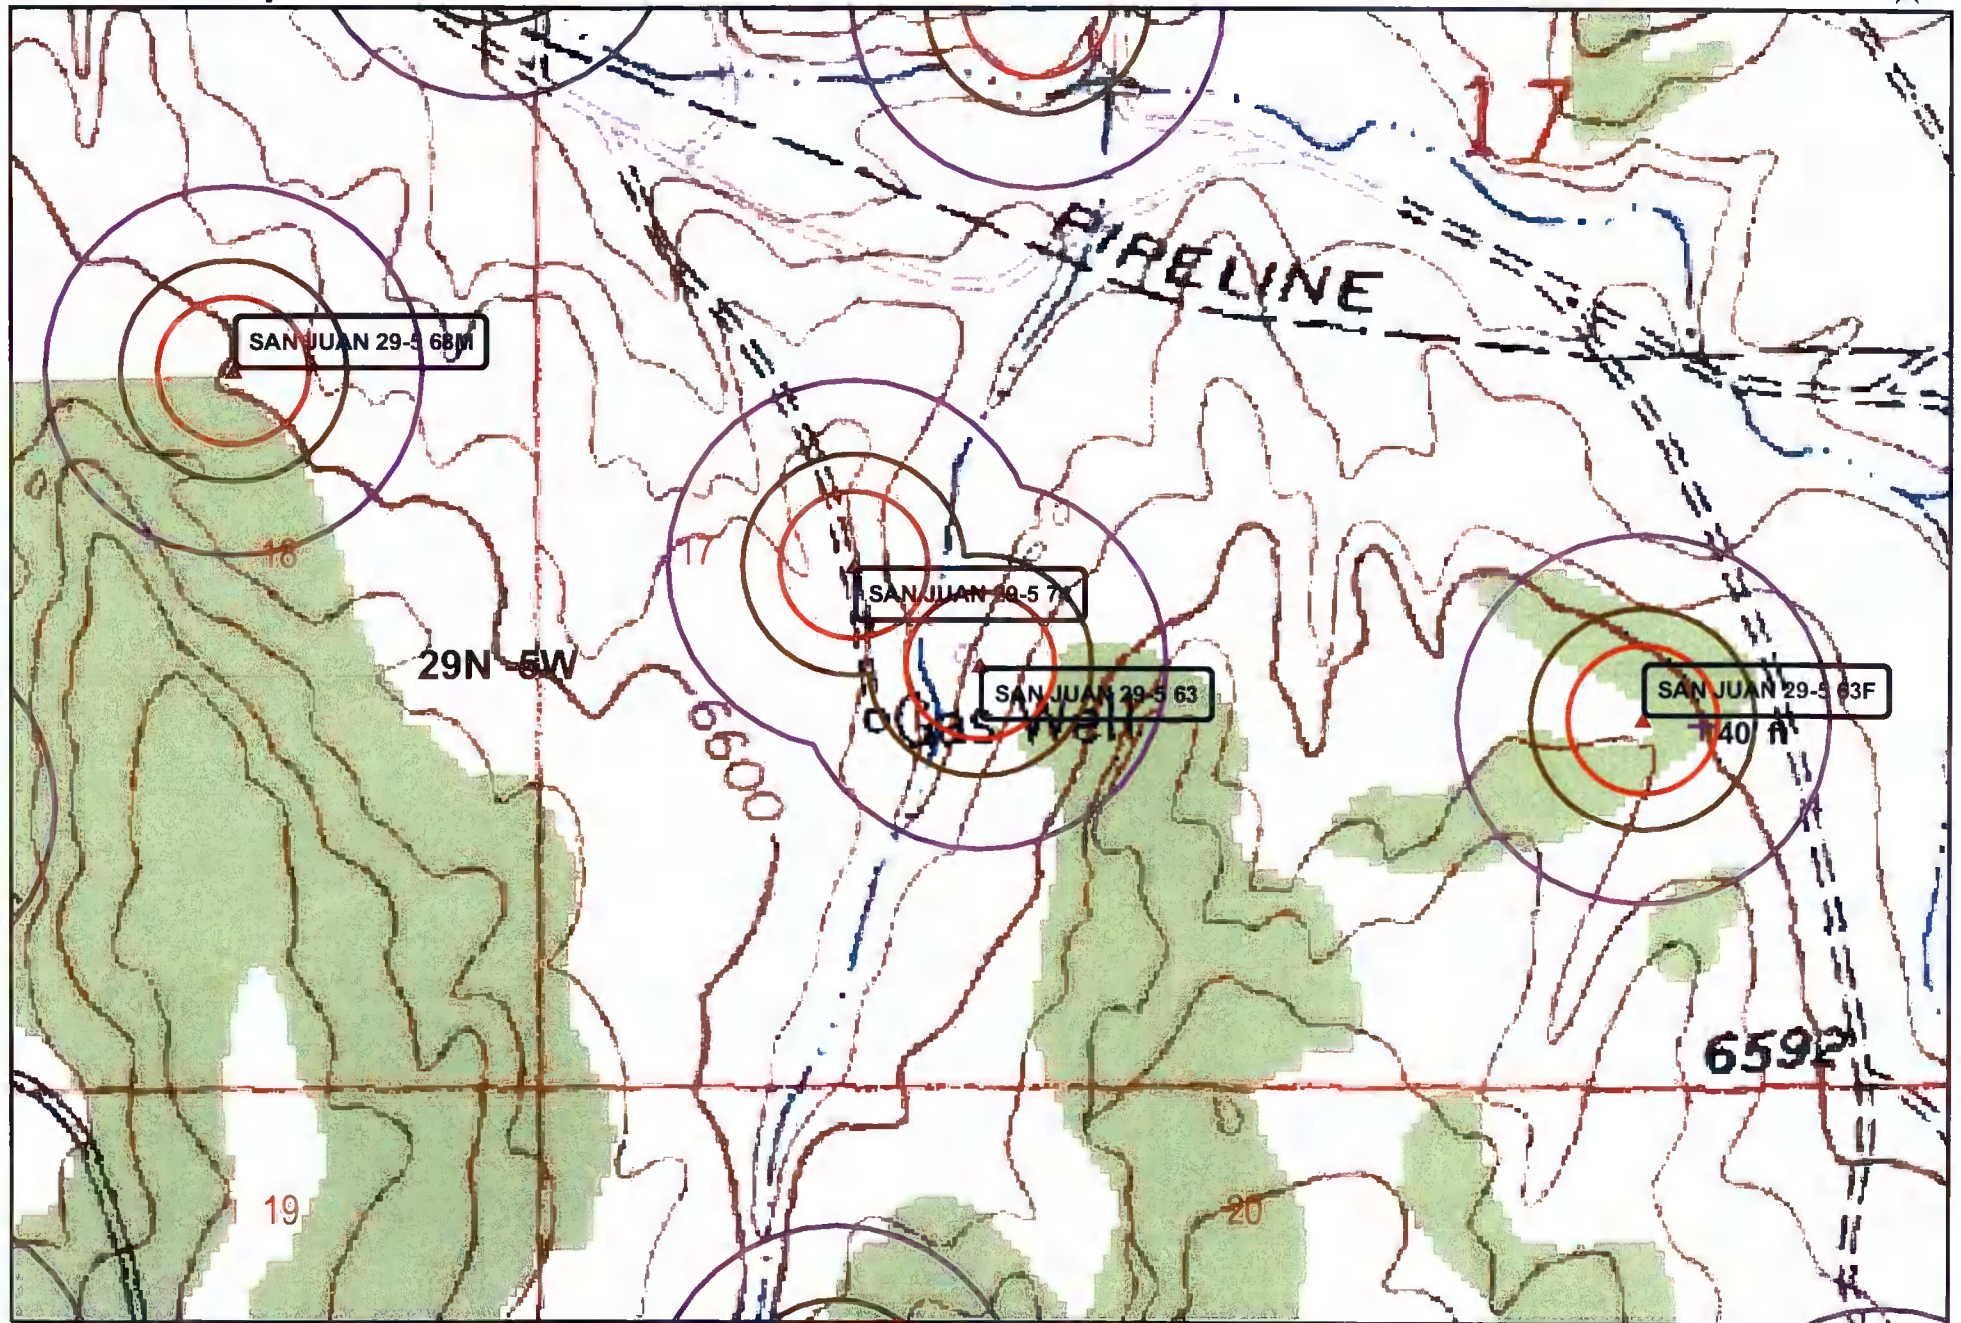 17
PIPELINE
SAN JUAN 29-5 68M
18
17
SAN JUAN 29-5
SAN JUAN 29-5 63
Gas Well
29N -5W
6600
SAN JUAN 29-5 63F
40 ft
6592
19
20